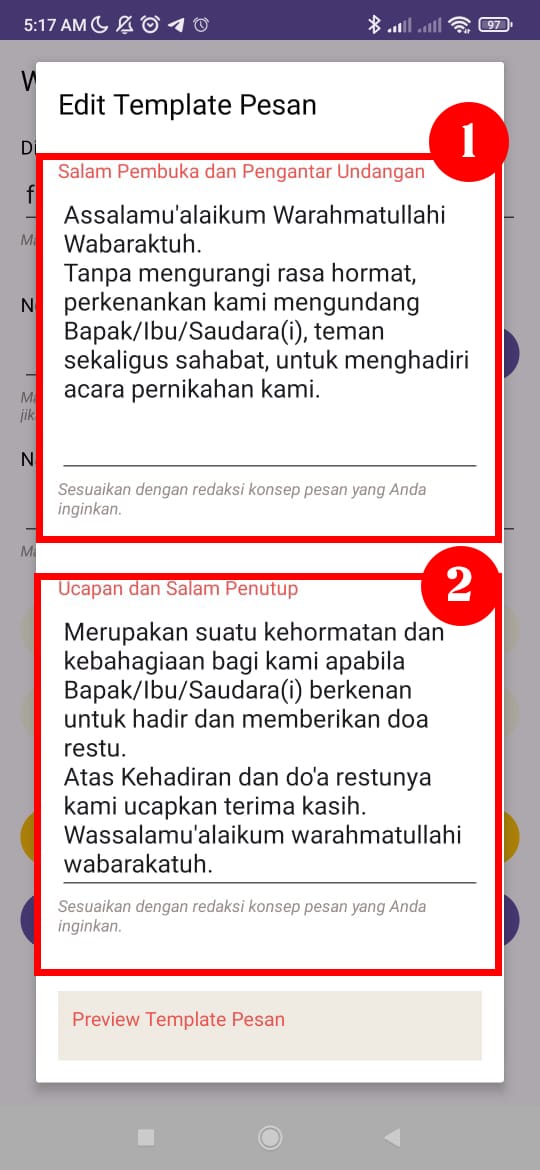 5:17 AM
97
Edit Template Pesan
1
Salam Pembuka dan Pengantar Undangan
Assalamu'alaikum Warahmatullahi
Wabaraktuh.
Tanpa mengurangi rasa hormat,
perkenankan kami mengundang
Bapak/Ibu/Saudara(i), teman
sekaligus sahabat, untuk menghadiri
acara pernikahan kami.
Sesuaikan dengan redaksi konsep pesan yang Anda
inginkan.
2
Ucapan dan Salam Penutup
Merupakan suatu kehormatan dan
kebahagiaan bagi kami apabila
Bapak/Ibu/Saudara(i) berkenan
untuk hadir dan memberikan doa
restu.
Atas Kehadiran dan do'a restunya
kami ucapkan terima kasih.
Wassalamu'alaikum warahmatullahi
wabarakatuh.
Sesuaikan dengan redaksi konsep pesan yang Anda
inginkan.
Preview Template Pesan